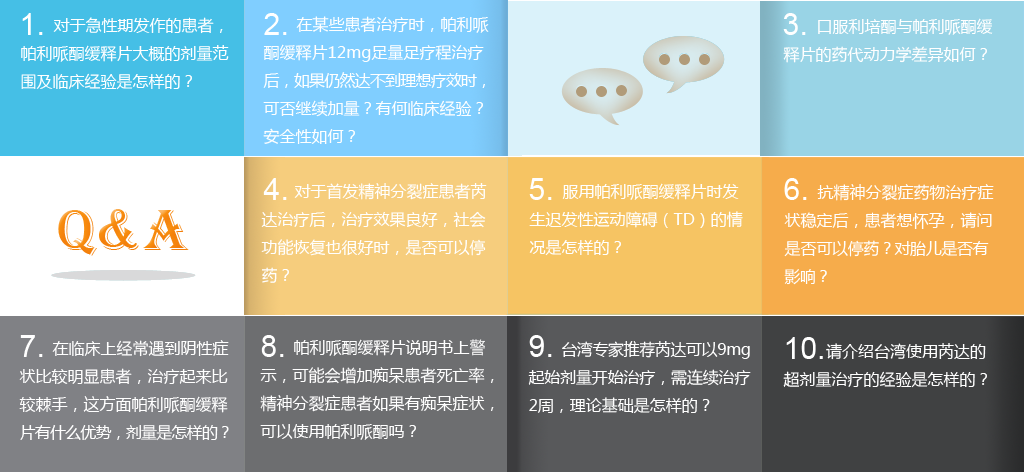 1. 对于急性期发作的患者，
帕利哌酮缓释片大概的剂量范
围及临床经验是怎样的？
2. 在某些患者治疗时，帕利哌
酮缓释片12mg足量足疗程治疗
后，如果仍然达不到理想疗效时，
可否继续加量？有何临床经验？
安全性如何？
3. 口服利培酮与帕利哌酮缓
释片的药代动力学差异如何？
Q&A
4. 对于首发精神分裂症患者芮
达治疗后，治疗效果良好，社会
功能恢复也很好时，是否可以停
药？
5. 服用帕利哌酮缓释片时发
生迟发性运动障碍（TD）的情
况是怎样的？
6. 抗精神分裂症药物治疗症
状稳定后，患者想怀孕，请问
是否可以停药？对胎儿是否有
影响？
7. 在临床上经常遇到阴性症
状比较明显患者，治疗起来比
较棘手，这方面帕利哌酮缓释
片有什么优势，剂量是怎样的？
8. 帕利哌酮缓释片说明书上警
示，可能会增加痴呆患者死亡率，
精神分裂症患者如果有痴呆症状，
可以使用帕利哌酮吗？
9. 台湾专家推荐芮达可以9mg
起始剂量开始治疗，需连续治疗
2周，理论基础是怎样的？
10.请介绍台湾使用芮达的
超剂量治疗的经验是怎样的？